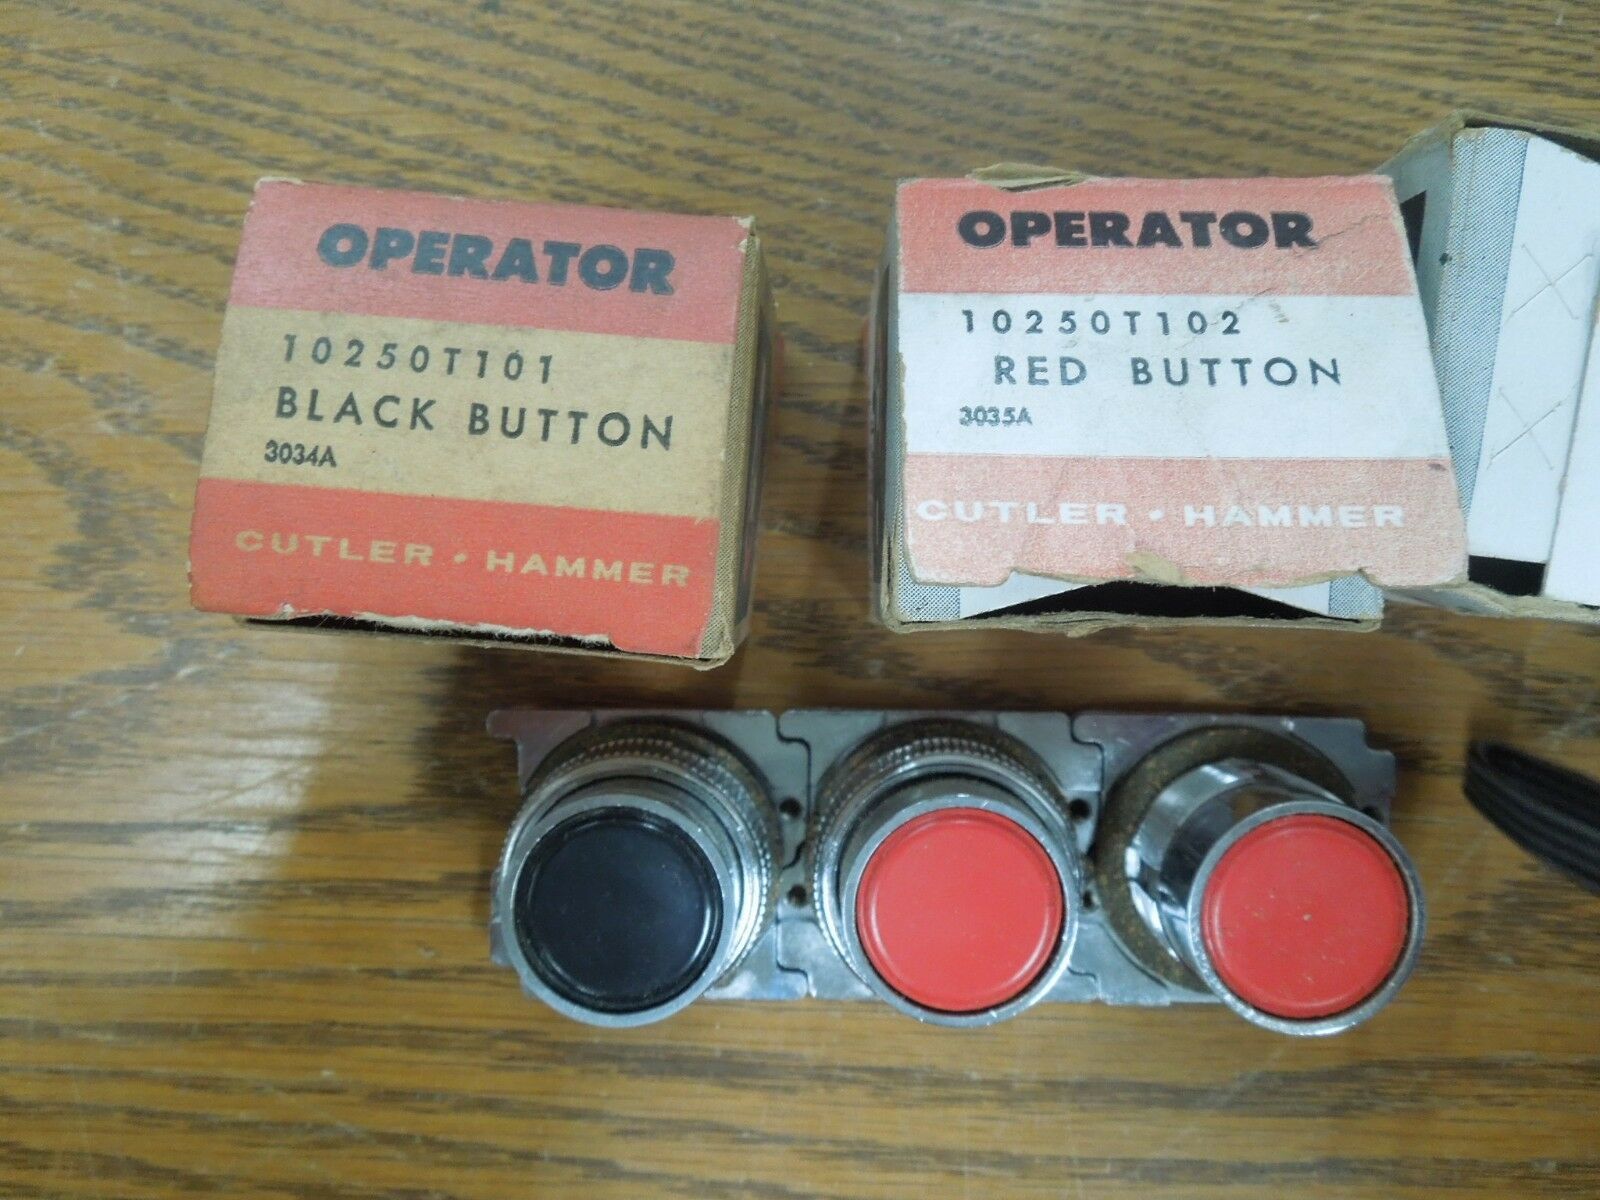 OPERATOR
10250T101
BLACK BUTTON
3034A
CUTLER • HAMMER
OPERATOR
10250T102
RED BUTTON
3035A
CUTLER • HAMMER